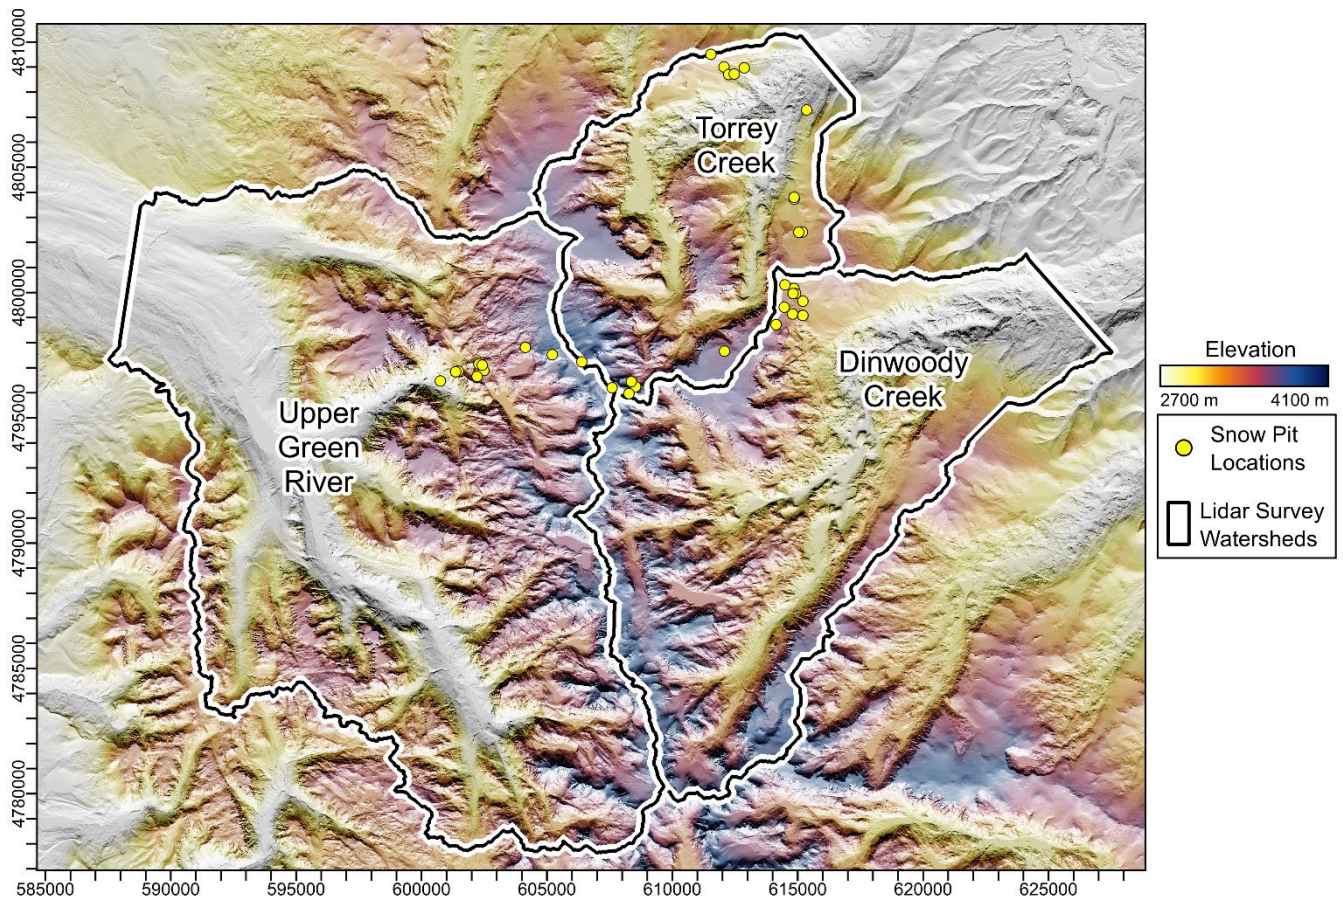 4810000
4805000
4800000
4795000
4790000
4785000
4780000
Torrey
Creek
Dinwoody
Creek
Upper
Green
River
585000
590000
595000
600000
605000
610000
615000
620000
625000
Elevation
2700 m
4100 m
Snow Pit
Locations
Lidar Survey
Watersheds